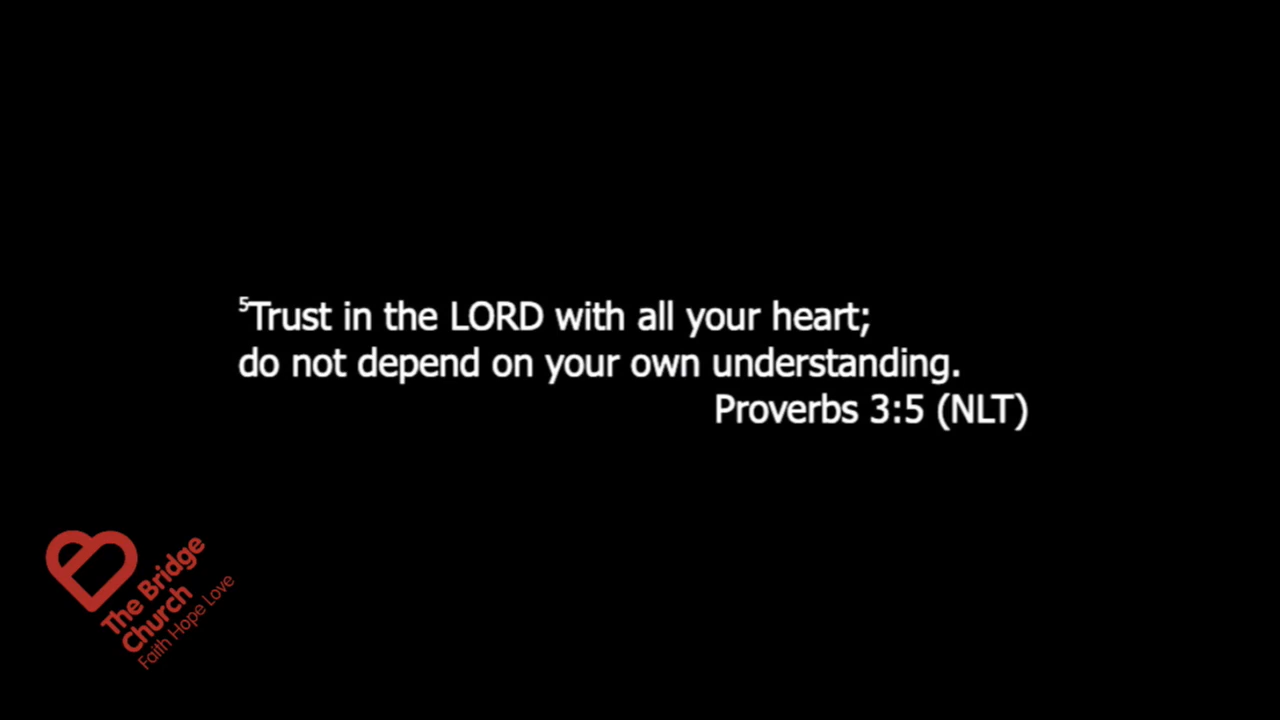 ⁵Trust in the LORD with all your heart;
do not depend on your own understanding.
Proverbs 3:5 (NLT)
The Bridge
Church
Faith Hope Love